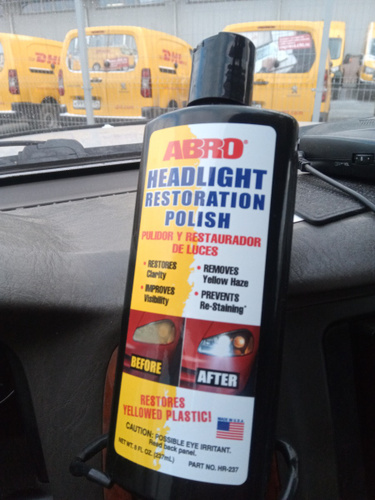 DHL
DHL
ABRO®
HEADLIGHT
RESTORATION
POLISH
PULIDOR Y RESTAURADOR
DE LUCES
• RESTORES
Clarity
• IMPROVES
Visibility
• REMOVES
Yellow Haze
• PREVENTS
Re-Staining*
BEFORE
AFTER
RESTORES
YELLOWED PLASTIC!
MADE IN U.S.A.
CAUTION: POSSIBLE EYE IRRITANT.
Read back panel.
NET WT. 8 FL OZ. (237mL)
PART NO. HR-237